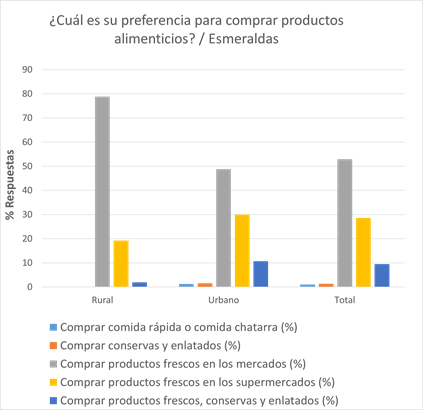 ¿Cuál es su preferencia para comprar productos
alimenticios? / Esmeraldas
90
80
70
60
50
40
30
20
10
0
% Respuestas
Rural Urbano Total
Comprar comida rápida o comida chatarra (%)
Comprar conservas y enlatados (%)
Comprar productos frescos en los mercados (%)
Comprar productos frescos en los supermercados (%)
Comprar productos frescos, conservas y enlatados (%)